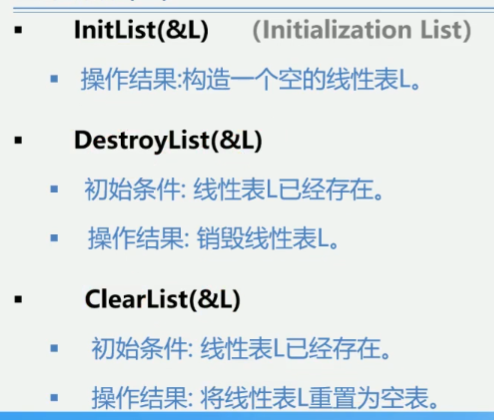 InitList(&L) (Initialization List)
操作结果:构造一个空的线性表L。
DestroyList(&L)
初始条件: 线性表L已经存在。
操作结果: 销毁线性表L。
ClearList(&L)
初始条件: 线性表L已经存在。
操作结果: 将线性表L重置为空表。